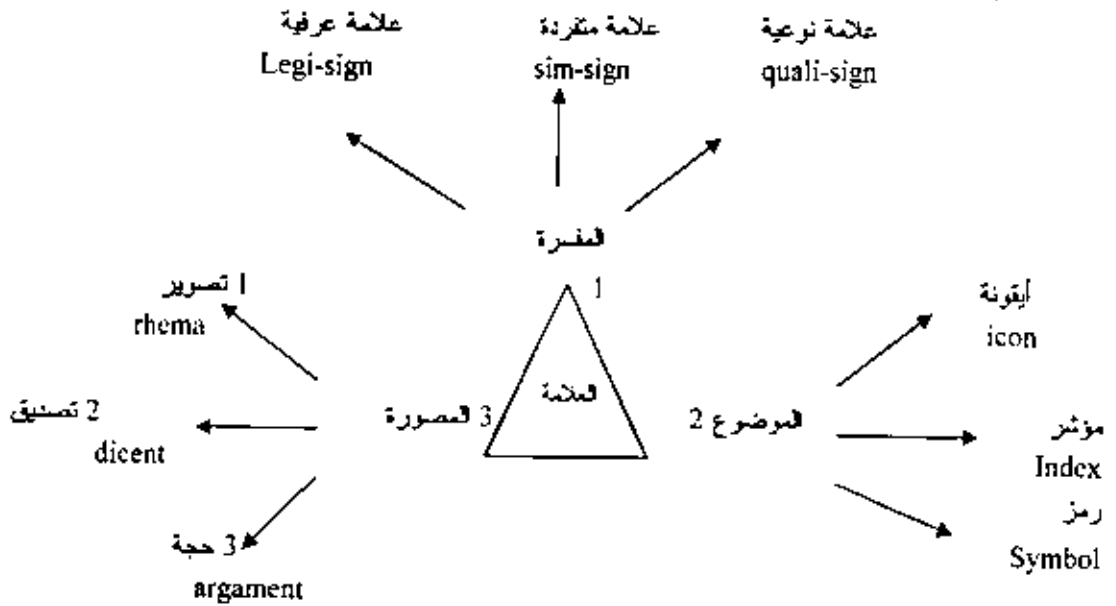 علامة نوعية
quali-sign
علامة متفردة
sim-sign
علامة عرفية
Legi-sign
المفسرة
1
أيقونة
icon
1 تصوير
rhema
العلامة
الموضوع 2
3 المصورة
مؤشر
Index
2 تصديق
dicent
رمز
Symbol
3 حجة
argament